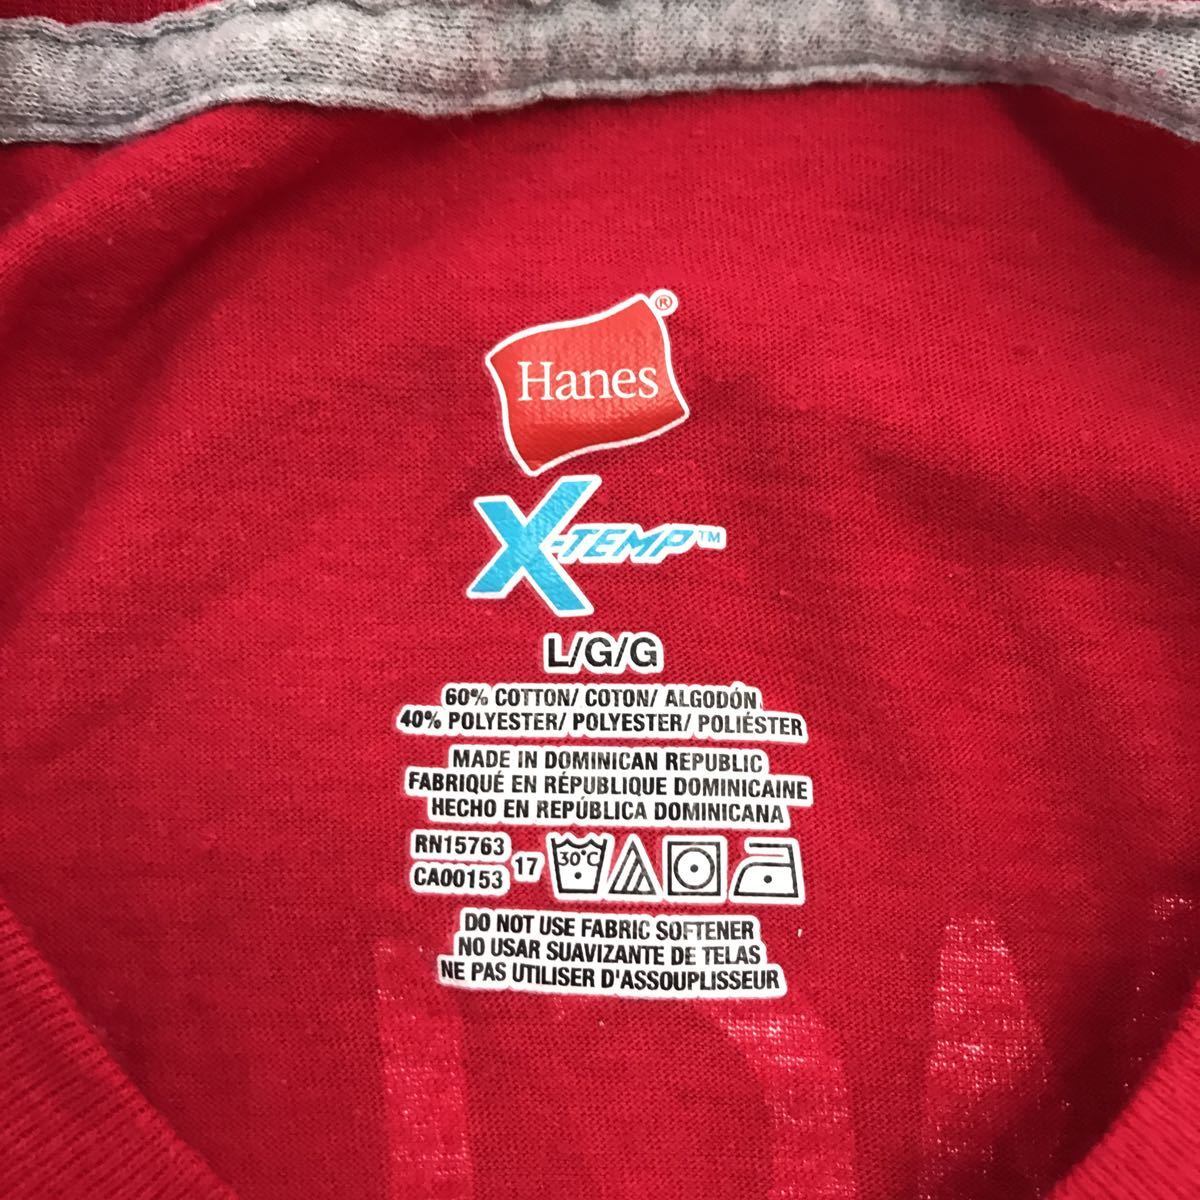 Hanes®
X-TEMP™
L/G/G
60% COTTON/ COTON/ ALGODÓN
40% POLYESTER/ POLYESTER/ POLIÉSTER
MADE IN DOMINICAN REPUBLIC
FABRIQUÉ EN RÉPUBLIQUE DOMINICAINE
HECHO EN REPÚBLICA DOMINICANA
RN15763
CA00153
17
30°C
DO NOT USE FABRIC SOFTENER
NO USAR SUAVIZANTE DE TELAS
NE PAS UTILISER D'ASSOUPLISSEUR